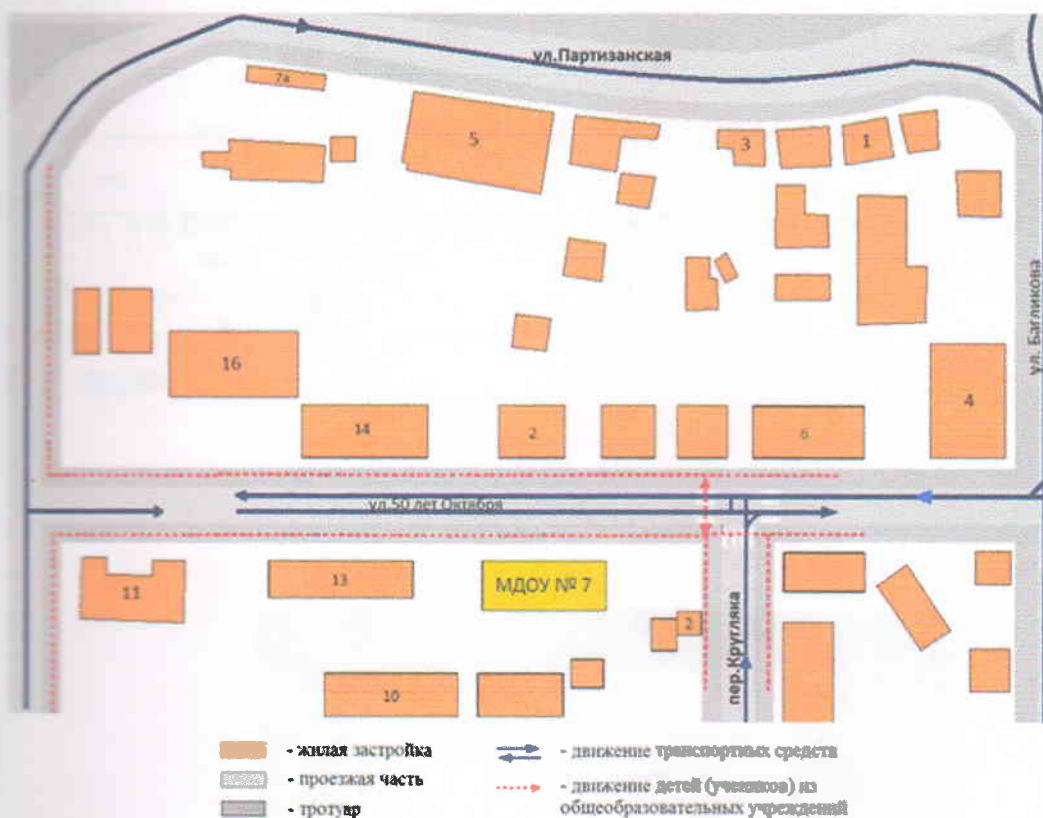 ул.Партизанская
7а
5
3
1
ул. Багликова
16
4
14
2
6
ул.50 лет Октября
11
13
МДОУ № 7
2
пер.Кругляка
10
- жилая застройка
- проезжая часть
- тротуар
- движение транспортных средств
- движение детей (учеников) из
общеобразовательных учреждений